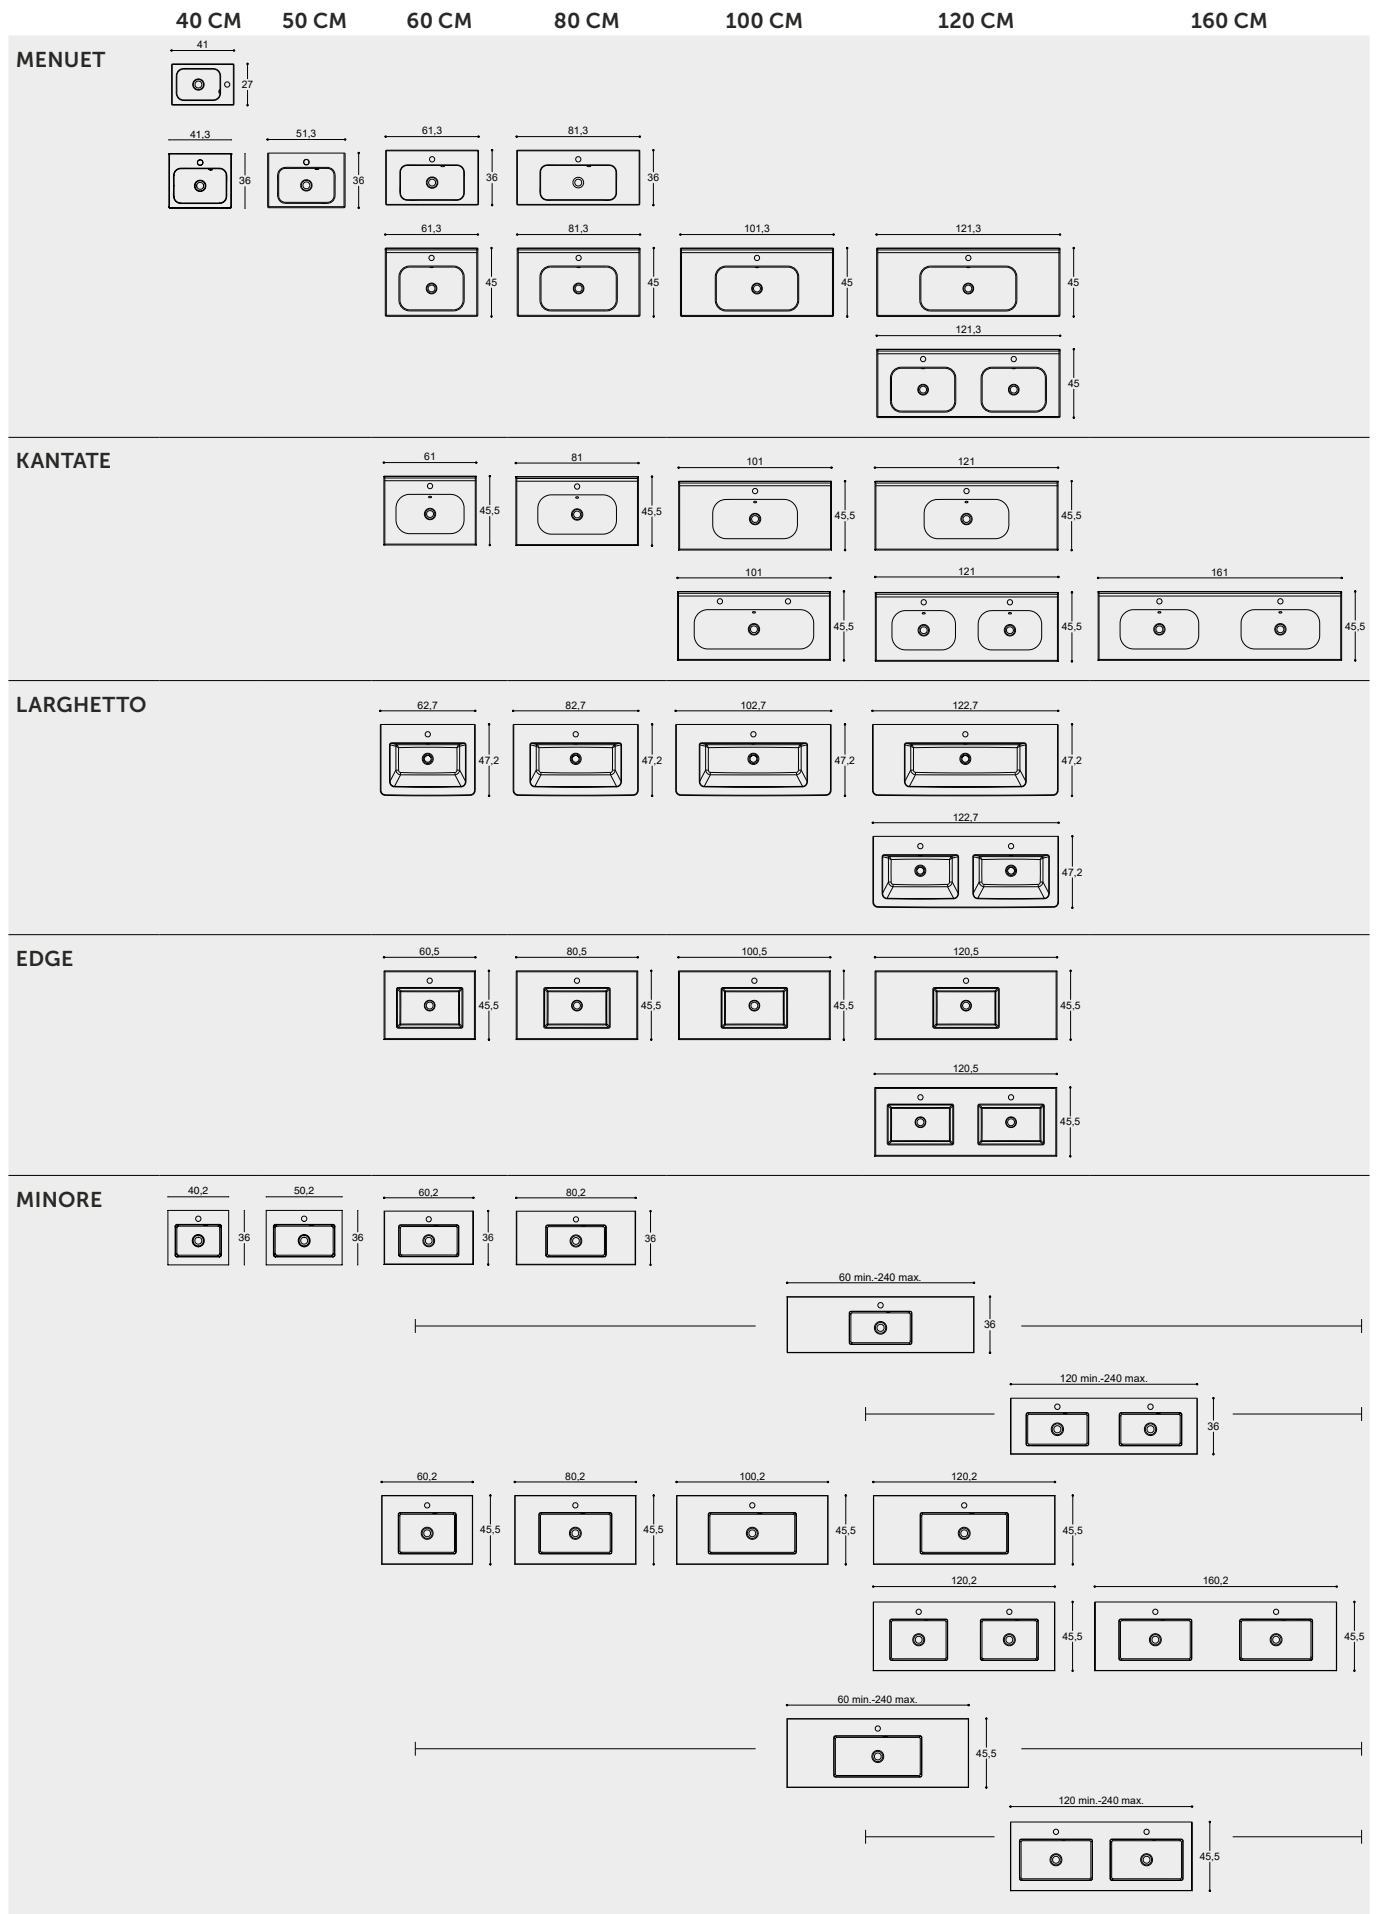 40 CM 50 CM 60 CM 80 CM 100 CM 120 CM 160 CM
MENUET
41
27
41,3 51,3 61,3 81,3
36 36 36 36
61,3 81,3 101,3 121,3
45 45 45 45
121,3
45
KANTATE
61 81 101 121
45,5 45,5 45,5 45,5
101 121 161
45,5 45,5 45,5
LARGHETTO
62,7 82,7 102,7 122,7
47,2 47,2 47,2 47,2
122,7
47,2
EDGE
60,5 80,5 100,5 120,5
45,5 45,5 45,5 45,5
120,5
45,5
MINORE
40,2 50,2 60,2 80,2
36 36 36 36
60 min.-240 max.
36
120 min.-240 max.
36
60,2 80,2 100,2 120,2
45,5 45,5 45,5 45,5
120,2 160,2
45,5 45,5
60 min.-240 max.
45,5
120 min.-240 max.
45,5